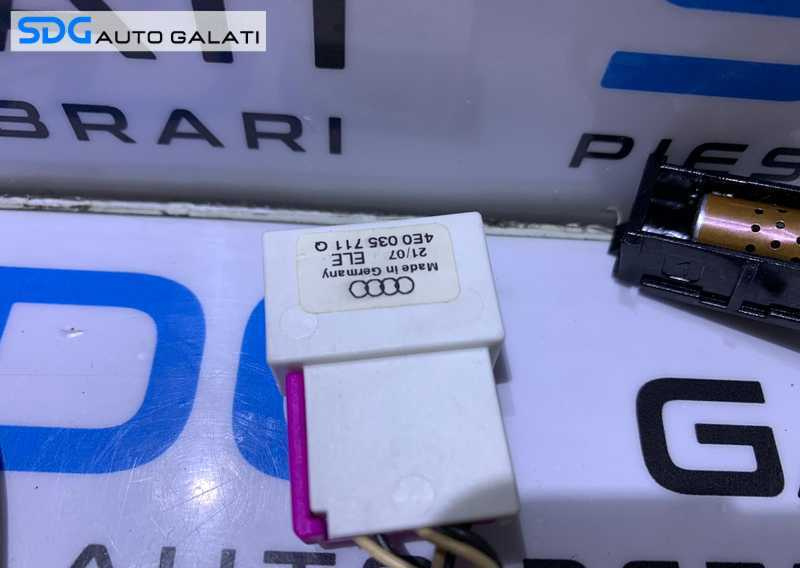 SDG AUTO GALATI
BRARI
PIES
Made in Germany
21/07 ELE
4E0 035 711 Q